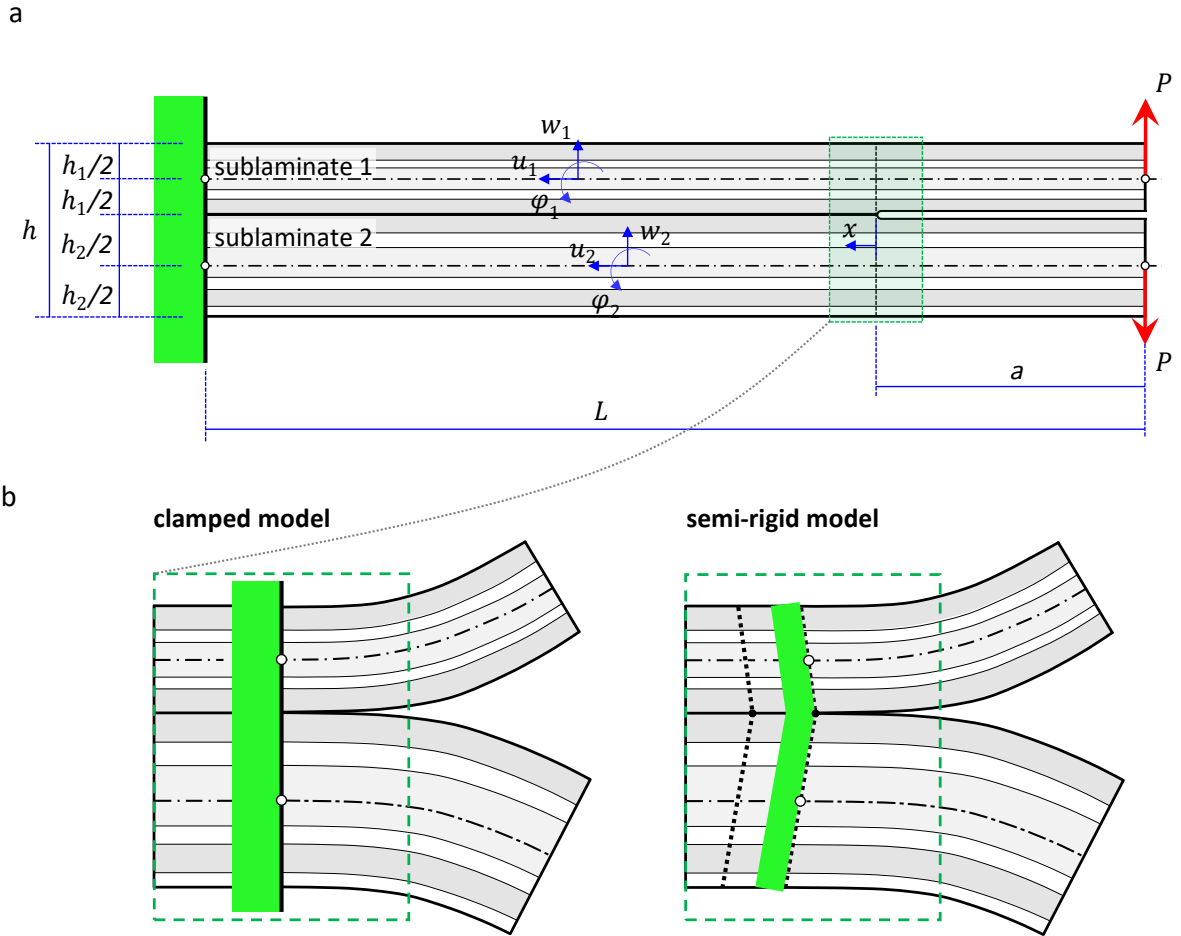 a
P
w₁
h₁/2
sublaminate 1
u₁
h₁/2
φ₁
h
sublaminate 2
w₂
x
h₂/2
u₂
h₂/2
φ₂
P
a
L
b
clamped model
semi-rigid model